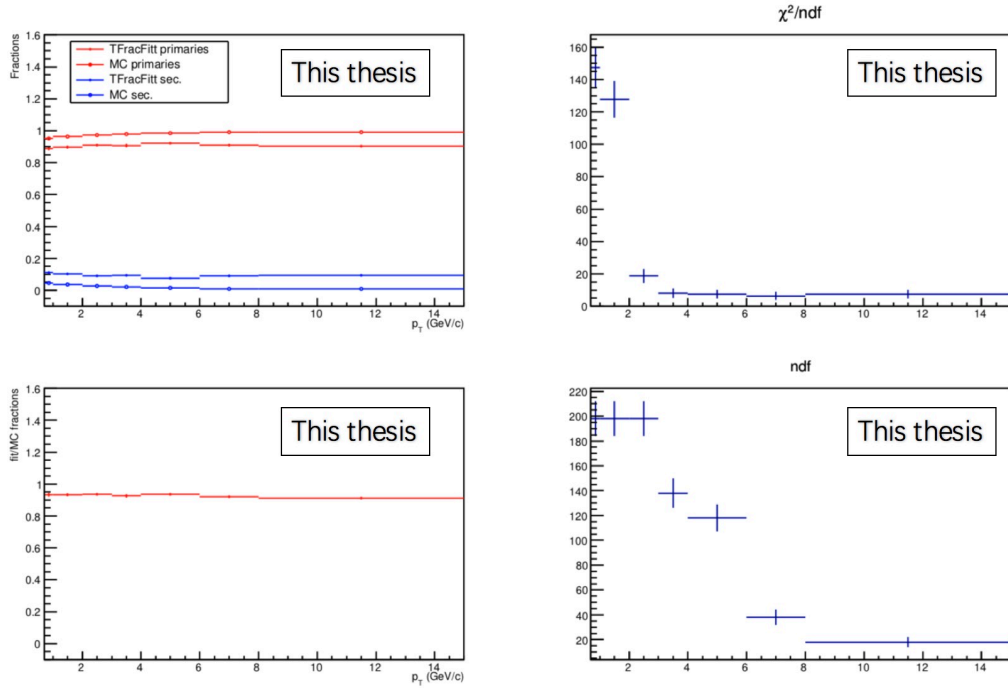 Fractions
1.6
1.4
1.2
1
0.8
0.6
0.4
0.2
0
TFracFitt primaries
MC primaries
TFracFitt sec.
MC sec.
This thesis
2 4 6 8 10 12 14
p_T (GeV/c)
χ²/ndf
160
140
120
100
80
60
40
20
0
This thesis
2 4 6 8 10 12 14
fit/MC fractions
1.6
1.4
1.2
1
0.8
0.6
0.4
0.2
0
This thesis
2 4 6 8 10 12 14
p_T (GeV/c)
ndf
220
200
180
160
140
120
100
80
60
40
20
This thesis
2 4 6 8 10 12 14